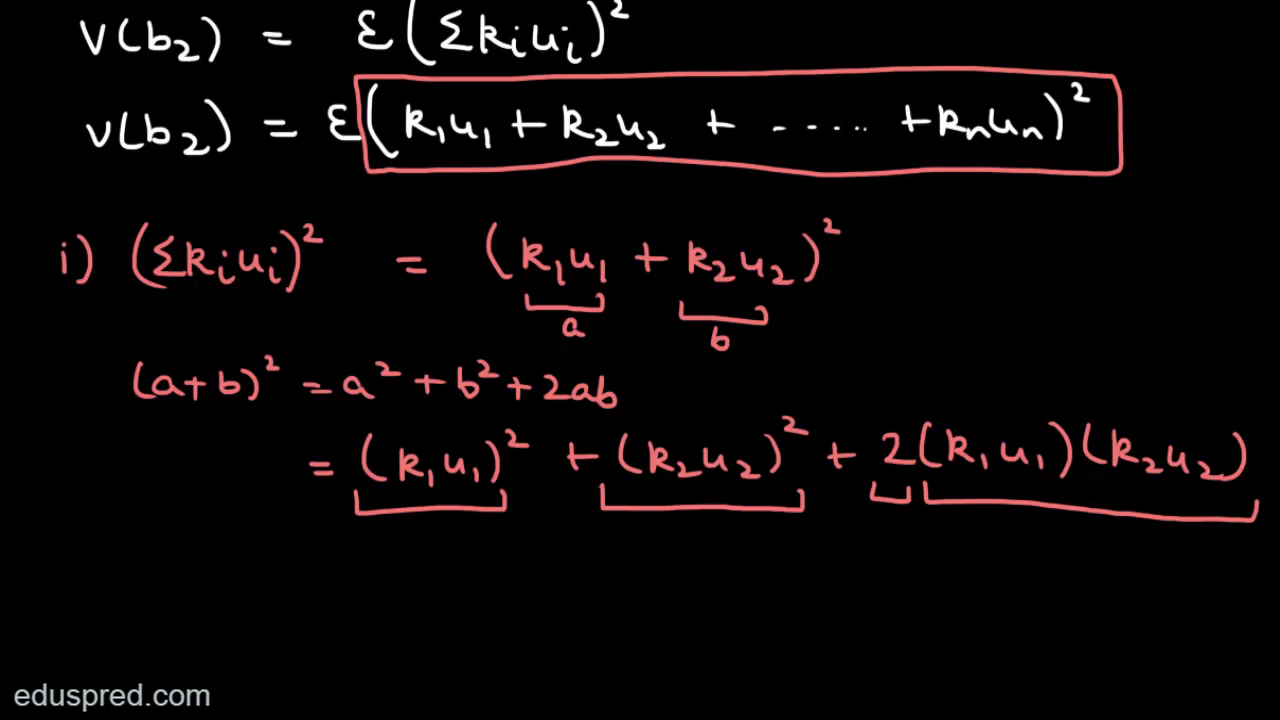 V(b₂) = Ɛ(Σkᵢuᵢ)²
V(b₂) = Ɛ(k₁u₁ + k₂u₂ + ..... + kₙuₙ)²
i) (Σkᵢuᵢ)² = (k₁u₁ + k₂u₂)²
a b
(a+b)² = a² + b² + 2ab
= (k₁u₁)² + (k₂u₂)² + 2(k₁u₁)(k₂u₂)
eduspred.com